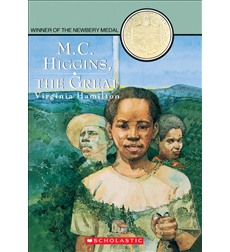 WINNER OF THE NEWBERY MEDAL
M.C.
HIGGINS,
THE GREAT
Virginia Hamilton
SCHOLASTIC